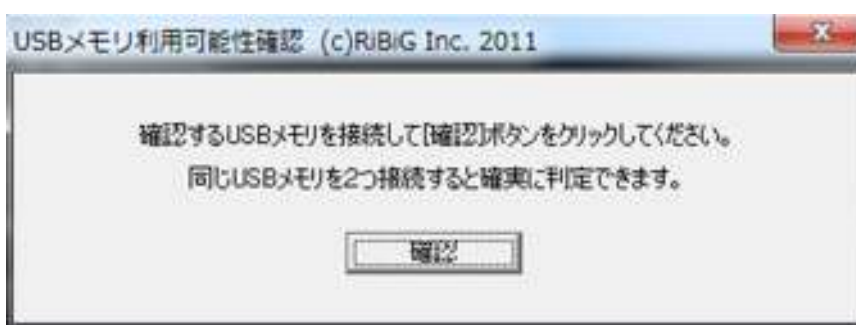 USBメモリ利用可能性確認 (c)RiBiG Inc. 2011
確認するUSBメモリを接続して[確認]ボタンをクリックしてください。
同じUSBメモリを2つ接続すると確実に判定できます。
確認